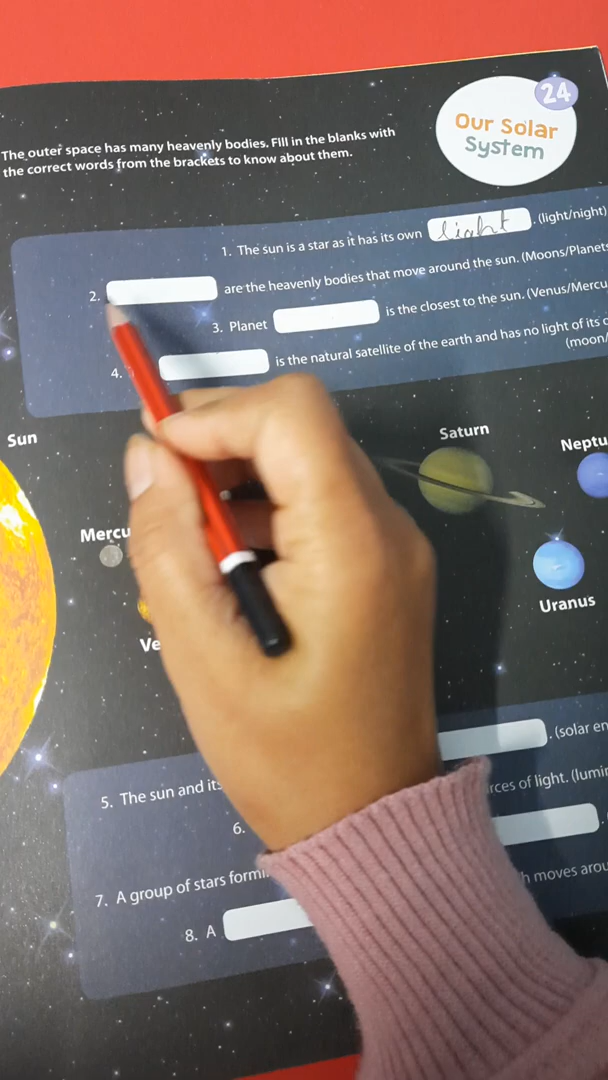 24
Our Solar
System
The outer space has many heavenly bodies. Fill in the blanks with
the correct words from the brackets to know about them.
1. The sun is a star as it has its own light. (light/night)
2. are the heavenly bodies that move around the sun. (Moons/Planets
3. Planet is the closest to the sun. (Venus/Mercu
4. is the natural satellite of the earth and has no light of its o
(moon/
Sun
Saturn
Neptu
Mercu
Uranus
Ve
5. The sun and its . (solar en
6. rces of light. (lumin
7. A group of stars formi .
8. A h moves arou